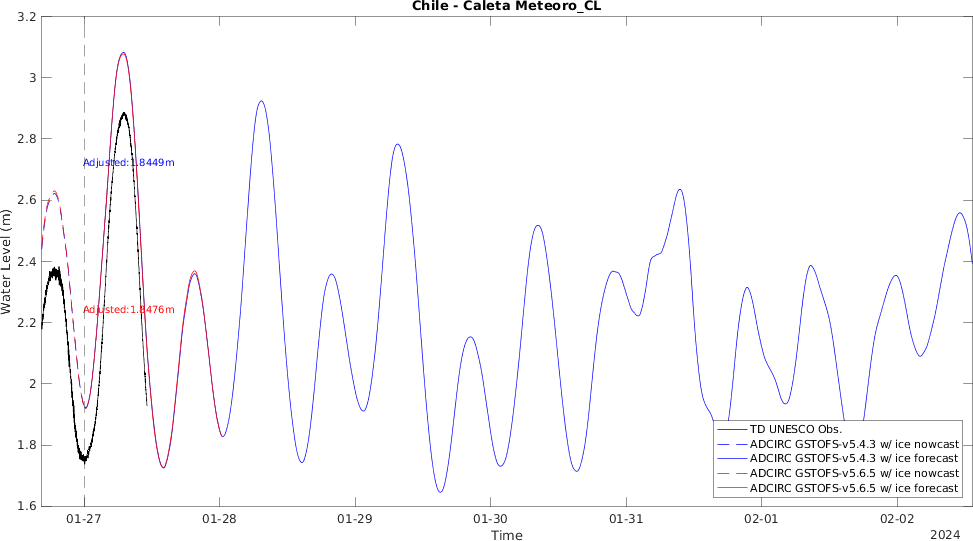 Chile - Caleta Meteoro_CL
3.2
3
2.8
2.6
2.4
2.2
2
1.8
1.6
Water Level (m)
Adjusted:1.8449m
Adjusted:1.8476m
TD UNESCO Obs.
ADCIRC GSTOFS-v5.4.3 w/ ice nowcast
ADCIRC GSTOFS-v5.4.3 w/ ice forecast
ADCIRC GSTOFS-v5.6.5 w/ ice nowcast
ADCIRC GSTOFS-v5.6.5 w/ ice forecast
01-27 01-28 01-29 01-30 01-31 02-01 02-02
Time
2024